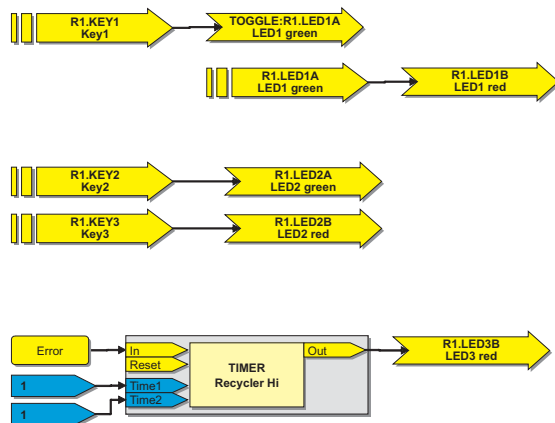 R1.KEY1
Key1
TOGGLE:R1.LED1A
LED1 green
R1.LED1A
LED1 green
R1.LED1B
LED1 red
R1.KEY2
Key2
R1.LED2A
LED2 green
R1.KEY3
Key3
R1.LED2B
LED2 red
Error
In
Reset
TIMER
Recycler Hi
Out
R1.LED3B
LED3 red
1
Time1
Time2
1